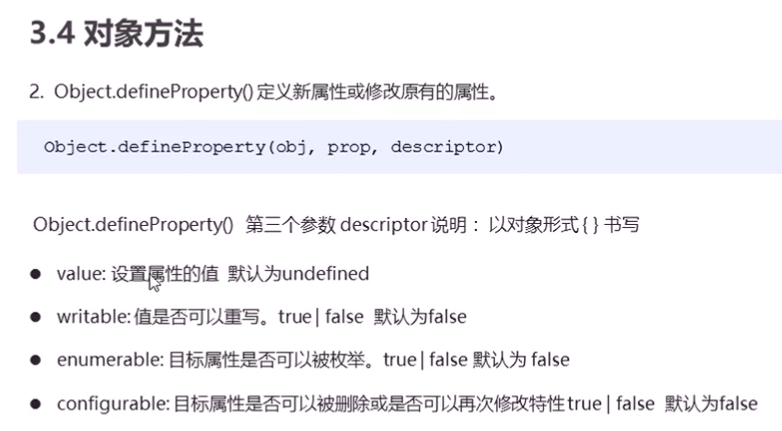 3.4 对象方法
2. Object.defineProperty() 定义新属性或修改原有的属性。
Object.defineProperty(obj, prop, descriptor)
Object.defineProperty() 第三个参数 descriptor 说明： 以对象形式 { } 书写
● value: 设置属性的值 默认为undefined
● writable: 值是否可以重写。true | false 默认为false
● enumerable: 目标属性是否可以被枚举。true | false 默认为 false
● configurable: 目标属性是否可以被删除或是否可以再次修改特性 true | false 默认为false